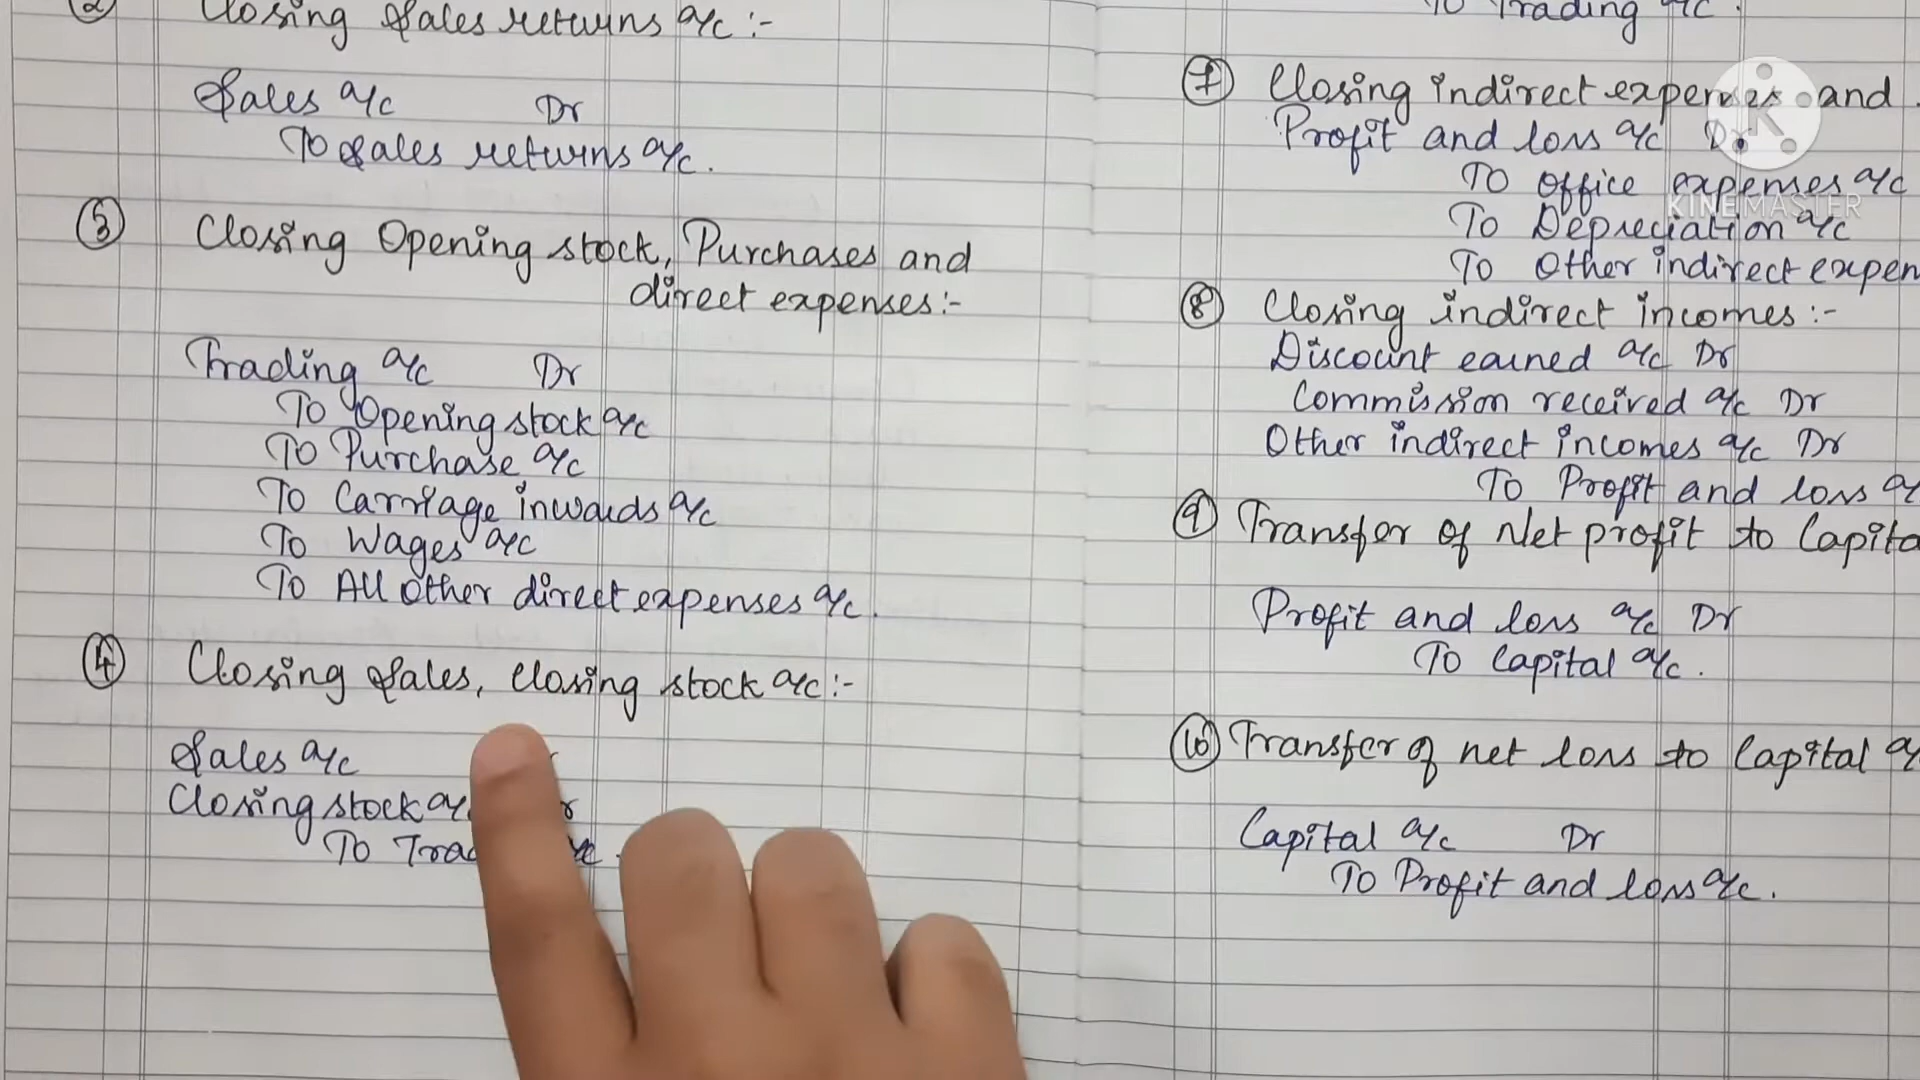 ② Closing Sales returns a/c :-
Sales a/c Dr
To Sales returns a/c.
③ Closing Opening stock, Purchases and
direct expenses:-
Trading a/c Dr
To Opening stock a/c
To Purchase a/c
To Carriage inwards a/c
To Wages a/c
To All Other direct expenses a/c.
④ Closing Sales, closing stock a/c:-
Sales a/c
Closing stock a/c
To
To Trading a/c.
⑦ Closing indirect expenses and
Profit and loss a/c Dr
To Office expenses a/c
To Depreciation a/c
To Other indirect expen
⑧ Closing indirect incomes:-
Discount earned a/c Dr
Commission received a/c Dr
Other indirect incomes a/c Dr
To Profit and loss a/
⑨ Transfer of Net profit to Capita
Profit and loss a/c Dr
To Capital a/c.
⑩ Transfer of net loss to Capital a/
Capital a/c Dr
To Profit and loss a/c.
KINEMASTER